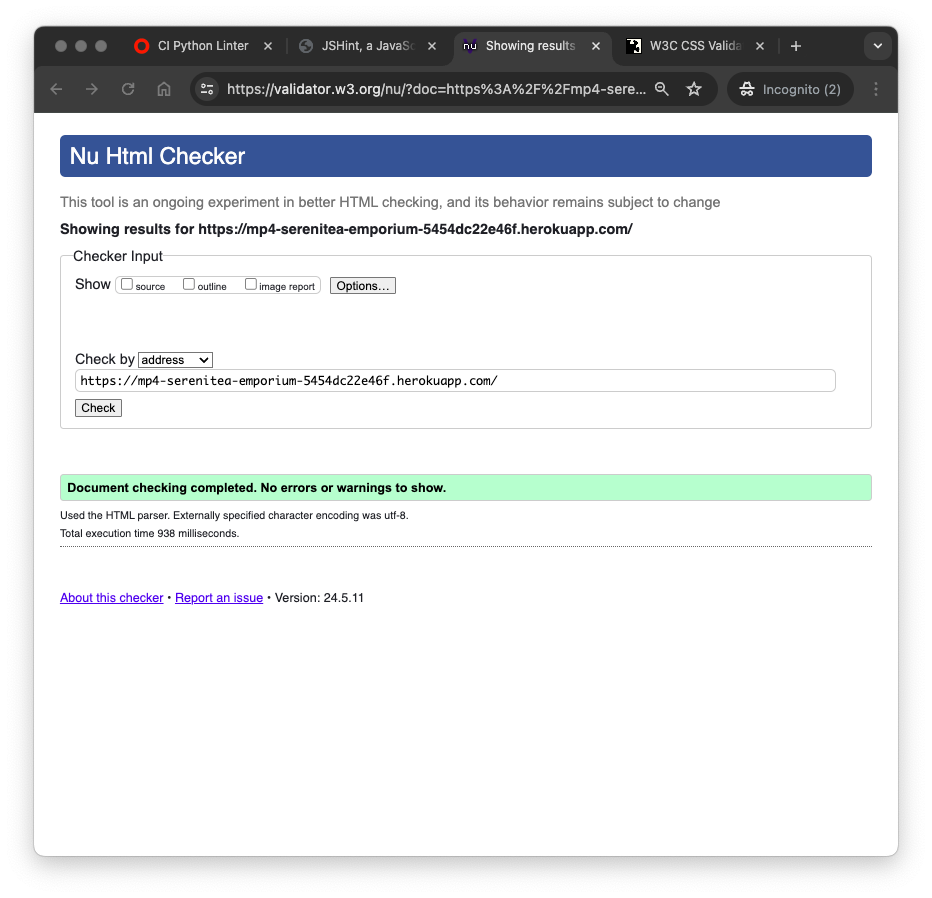 CI Python Linter
JSHint, a JavaSc
nu Showing results
W3C CSS Valida
https://validator.w3.org/nu/?doc=https%3A%2F%2Fmp4-sere...
Incognito (2)
Nu Html Checker
This tool is an ongoing experiment in better HTML checking, and its behavior remains subject to change
Showing results for https://mp4-serenitea-emporium-5454dc22e46f.herokuapp.com/
Checker Input
Show source outline image report Options...
Check by address
https://mp4-serenitea-emporium-5454dc22e46f.herokuapp.com/
Check
Document checking completed. No errors or warnings to show.
Used the HTML parser. Externally specified character encoding was utf-8.
Total execution time 938 milliseconds.
About this checker • Report an issue • Version: 24.5.11